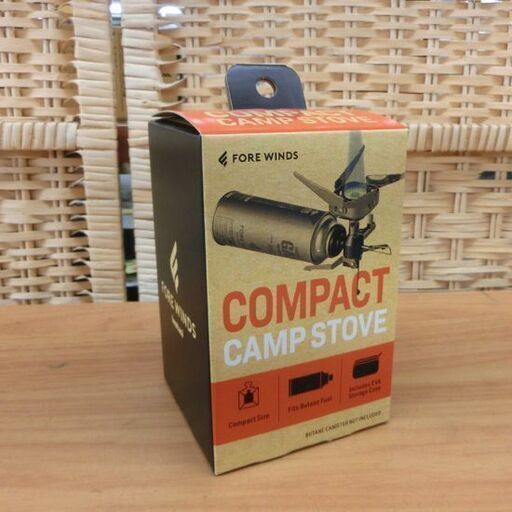 CAMP STOVE
FORE WINDS
COMPACT
CAMP STOVE
Compact Size
Fits Butane Fuel
Includes EVA
Storage Case
BUTANE CANISTER NOT INCLUDED
FORE WINDS